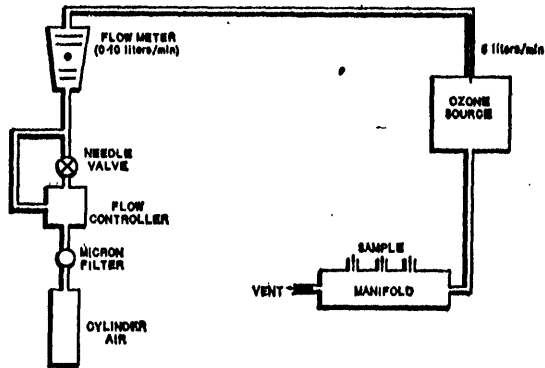 FLOW METER
(0-10 liters/min)
5 liters/min
OZONE
SOURCE
NEEDLE
VALVE
FLOW
CONTROLLER
MICRON
FILTER
SAMPLE
VENT
MANIFOLD
CYLINDER
AIR